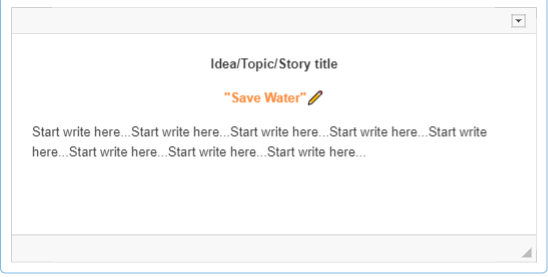 Idea/Topic/Story title
"Save Water"
Start write here...Start write here...Start write here...Start write here...Start write
here...Start write here...Start write here...Start write here...